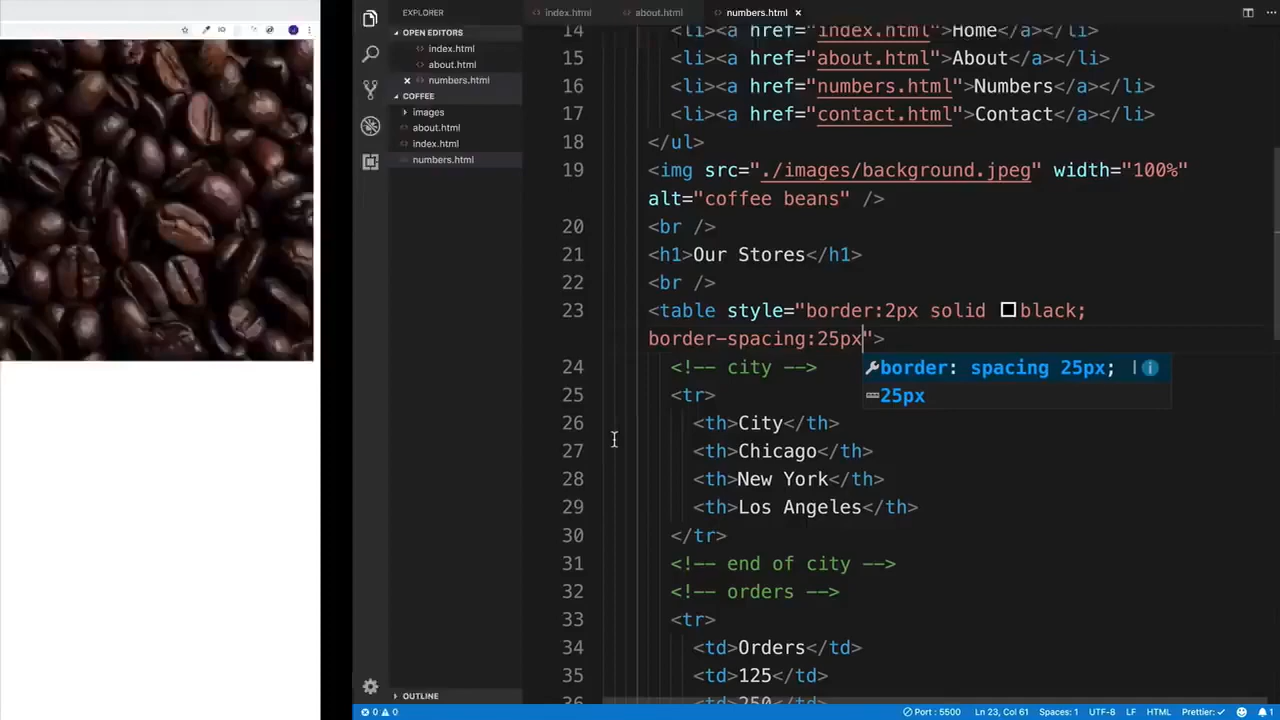 EXPLORER
index.html
about.html
numbers.html ×
OPEN EDITORS
index.html
about.html
× numbers.html
COFFEE
images
about.html
index.html
numbers.html
OUTLINE
14 <li><a href="index.html">Home</a></li>
15 <li><a href="about.html">About</a></li>
16 <li><a href="numbers.html">Numbers</a></li>
17 <li><a href="contact.html">Contact</a></li>
18 </ul>
19 <img src="./images/background.jpeg" width="100%"
alt="coffee beans" />
20 <br />
21 <h1>Our Stores</h1>
22 <br />
23 <table style="border:2px solid black;
border-spacing:25px">
border: spacing 25px;
25px
24 <!-- city -->
25 <tr>
26 <th>City</th>
27 <th>Chicago</th>
28 <th>New York</th>
29 <th>Los Angeles</th>
30 </tr>
31 <!-- end of city -->
32 <!-- orders -->
33 <tr>
34 <td>Orders</td>
35 <td>125</td>
36 <td>250</td>
0 0 Port : 5500 Ln 23, Col 61 Spaces: 1 UTF-8 LF HTML Prettier: ✓ 1